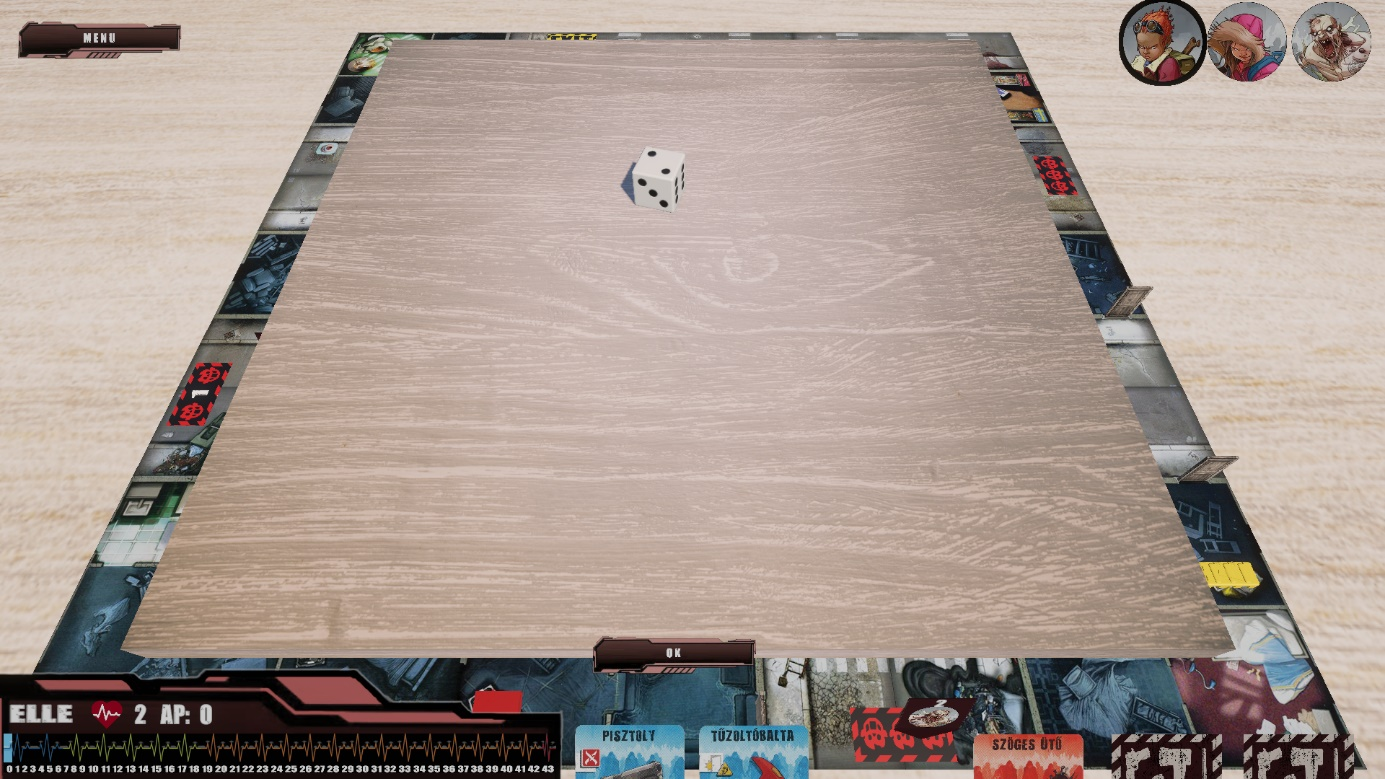 MENU
OK
ELLE 2 AP: 0
0 1 2 3 4 5 6 7 8 9 10 11 12 13 14 15 16 17 18 19 20 21 22 23 24 25 26 27 28 29 30 31 32 33 34 35 36 37 38 39 40 41 42 43
PISZTOLY
TŰZOLTÓBALTA
SZÖGES ÜTŐ